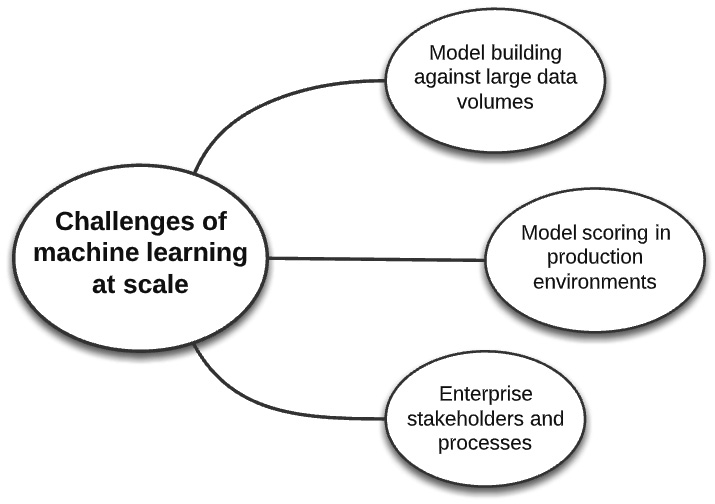 Model building
against large data
volumes
Challenges of
machine learning
at scale
Model scoring in
production
environments
Enterprise
stakeholders and
processes